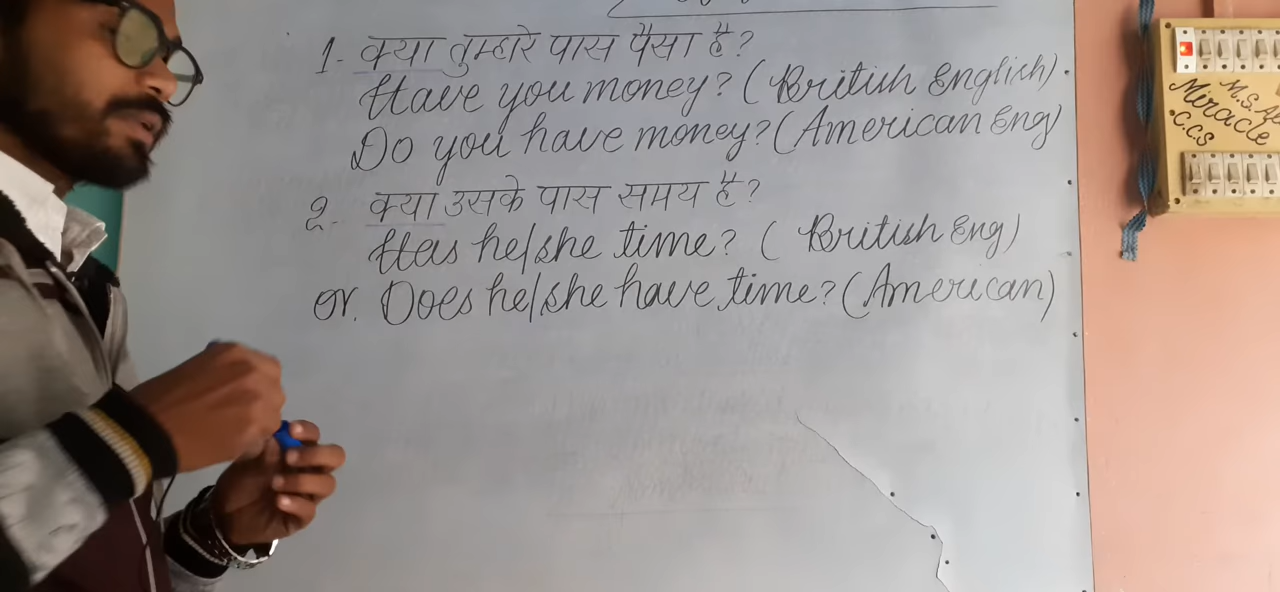 1. क्या तुम्हारे पास पैसा है?
Have you money? (British English).
Do you have money? (American Eng)
2. क्या उसके पास समय है?
Has he/she time? (British Eng)
or. Does he/she have time? (American)
M.S.
Miracle
C.C.S